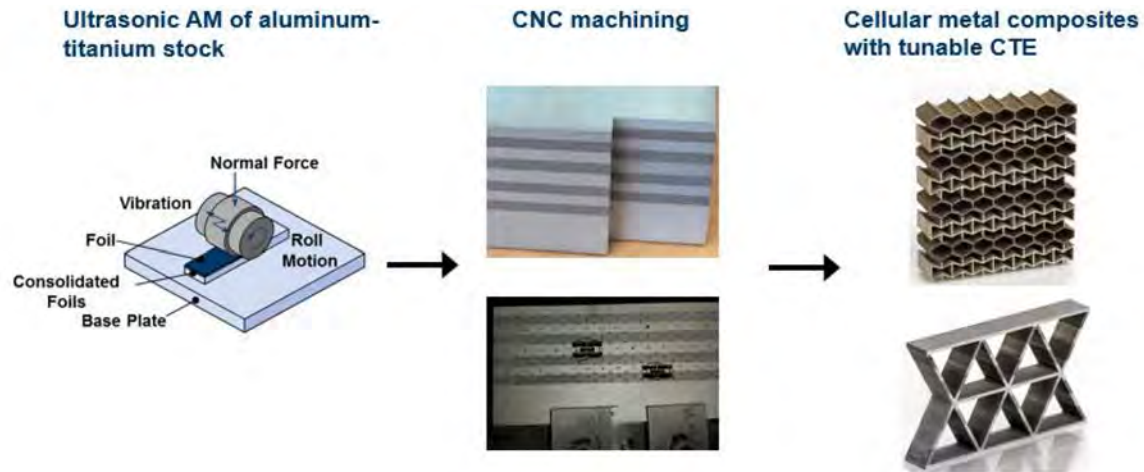 Ultrasonic AM of aluminum-
titanium stock
CNC machining
Cellular metal composites
with tunable CTE
Normal Force
Vibration
Foil
Roll
Motion
Consolidated
Foils
Base Plate